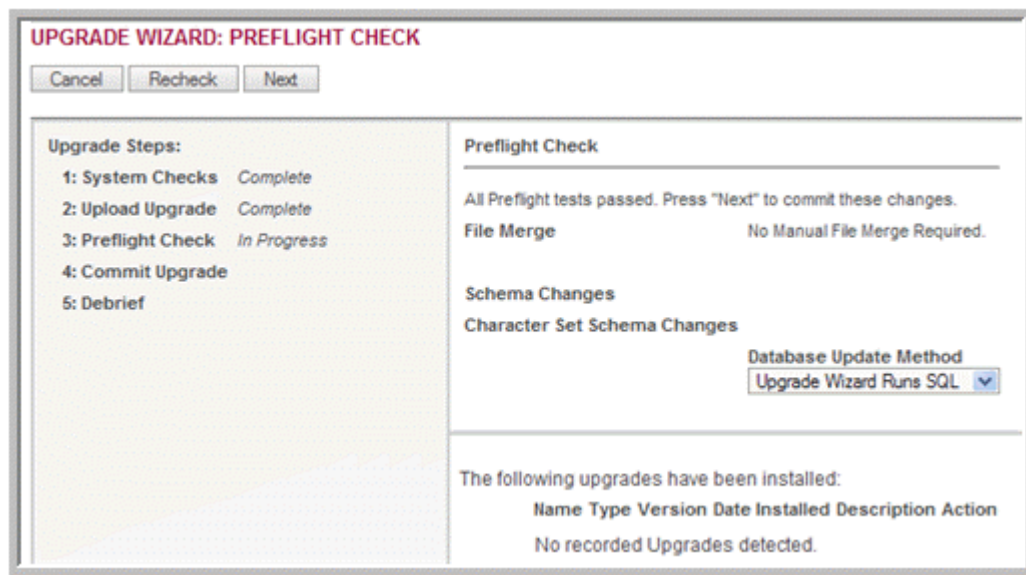 UPGRADE WIZARD: PREFLIGHT CHECK
Cancel Recheck Next
Upgrade Steps:
1: System Checks Complete
2: Upload Upgrade Complete
3: Preflight Check In Progress
4: Commit Upgrade
5: Debrief
Preflight Check
All Preflight tests passed. Press "Next" to commit these changes.
File Merge No Manual File Merge Required.
Schema Changes
Character Set Schema Changes
Database Update Method
Upgrade Wizard Runs SQL
The following upgrades have been installed:
Name Type Version Date Installed Description Action
No recorded Upgrades detected.